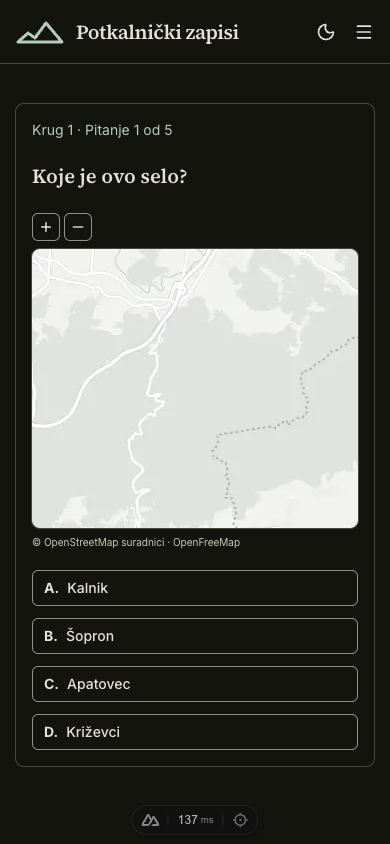 Potkalnički zapisi
Krug 1 · Pitanje 1 od 5
Koje je ovo selo?
+ −
© OpenStreetMap suradnici · OpenFreeMap
A. Kalnik
B. Šopron
C. Apatovec
D. Križevci
137 ms